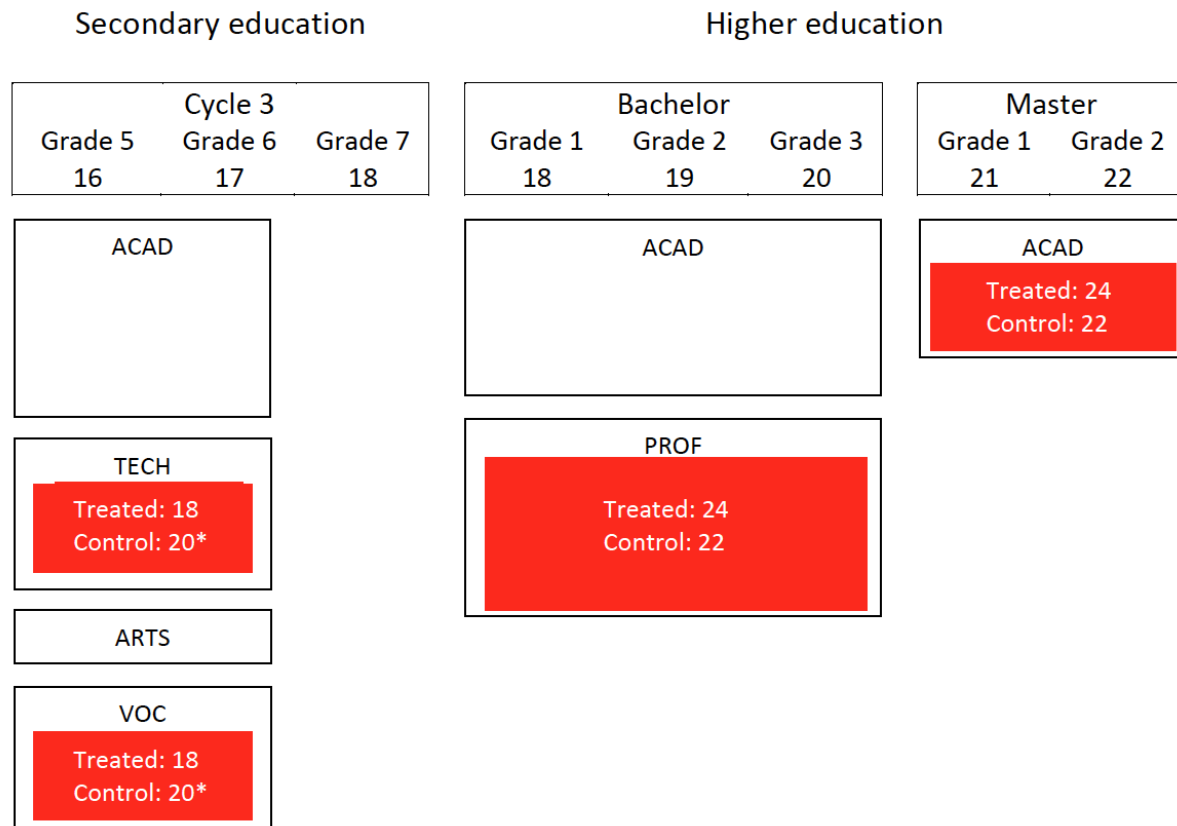 Secondary education
Higher education
Cycle 3
Grade 5 Grade 6 Grade 7
16 17 18
Bachelor
Grade 1 Grade 2 Grade 3
18 19 20
Master
Grade 1 Grade 2
21 22
ACAD
ACAD
ACAD
Treated: 24
Control: 22
TECH
Treated: 18
Control: 20*
PROF
Treated: 24
Control: 22
ARTS
VOC
Treated: 18
Control: 20*